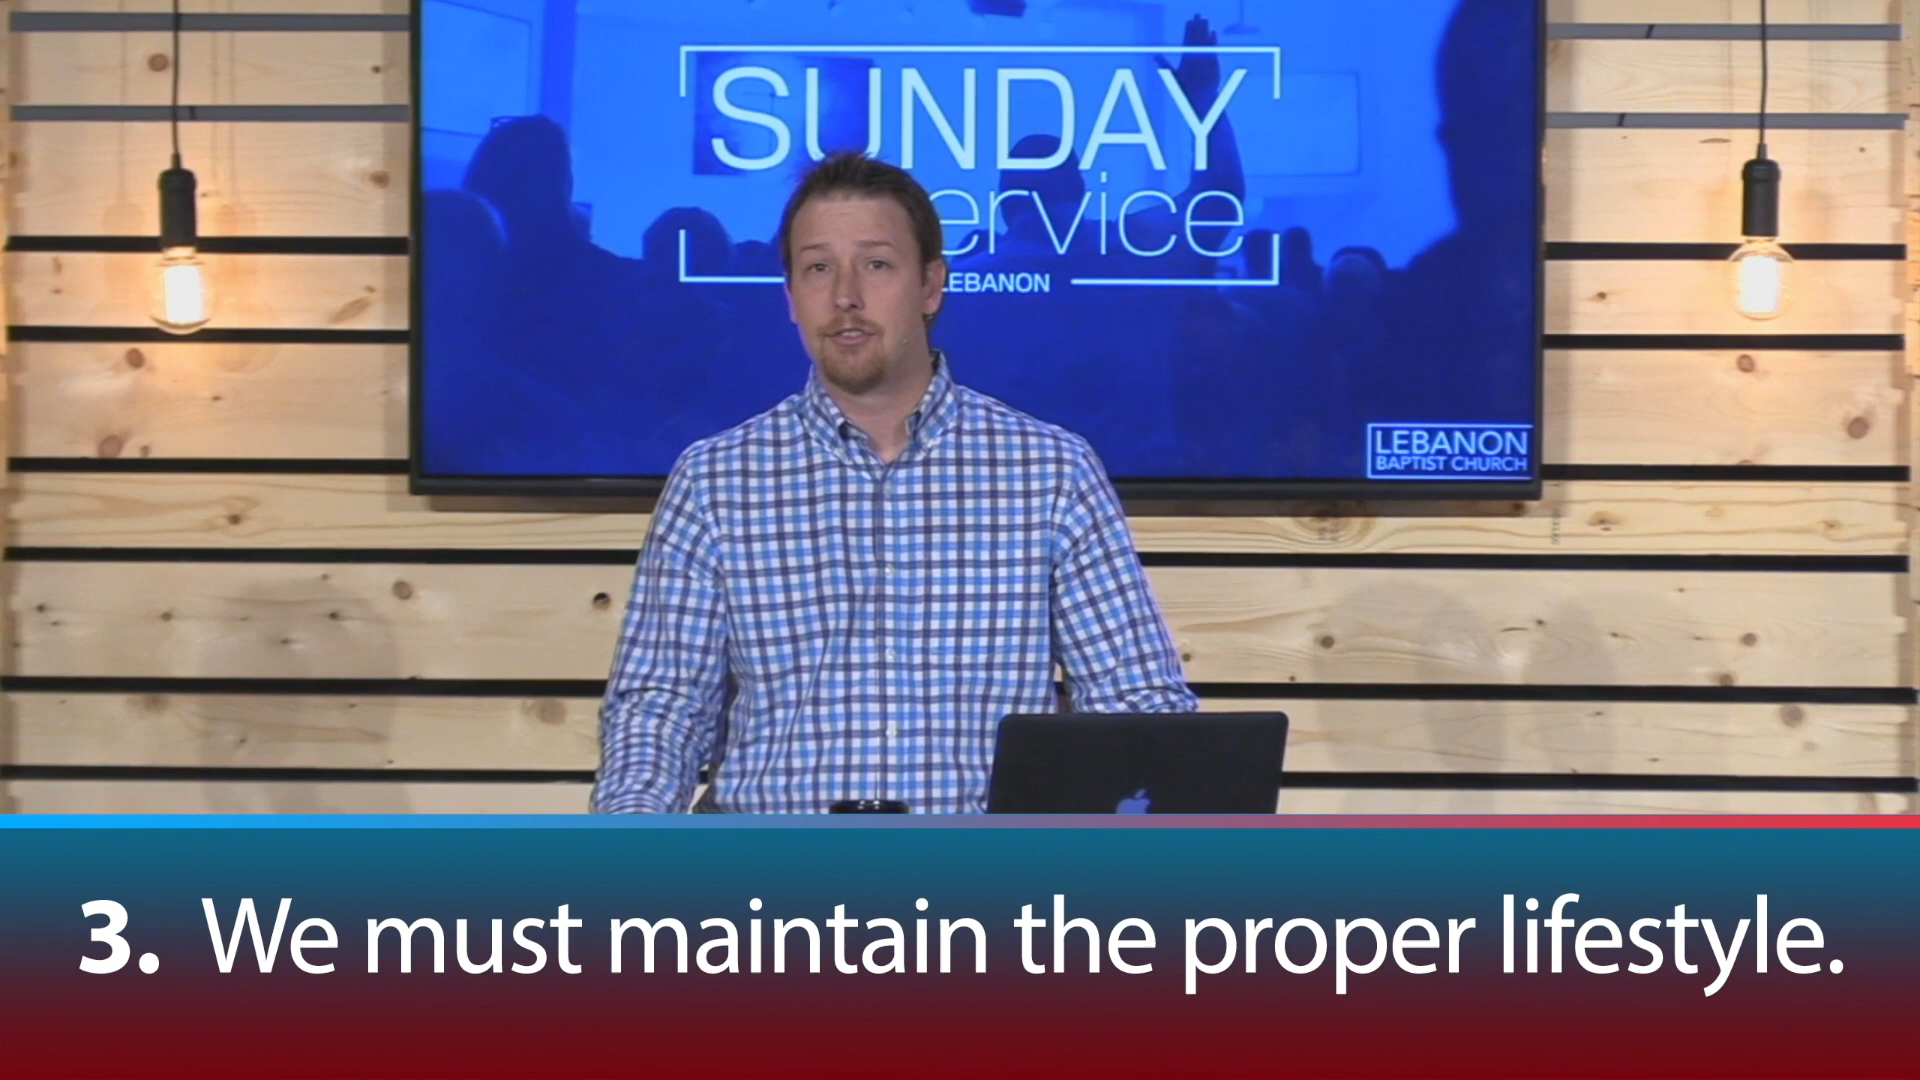 SUNDAY
ervice
LEBANON
LEBANON
BAPTIST CHURCH
3. We must maintain the proper lifestyle.